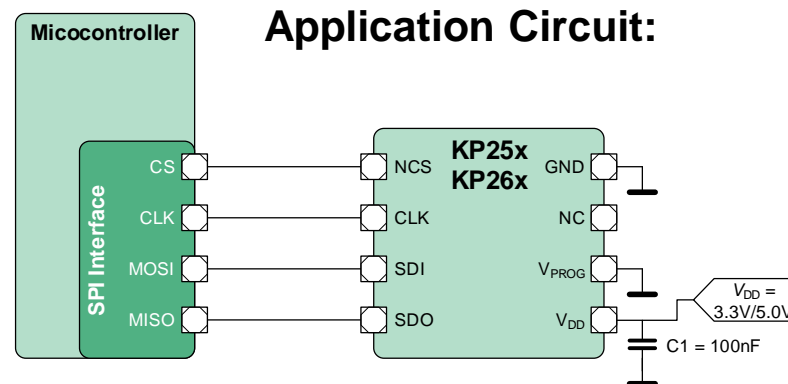 Application Circuit:
Micocontroller
SPI Interface
CS
CLK
MOSI
MISO
KP25x
KP26x
NCS
CLK
SDI
SDO
GND
NC
VPROG
VDD
VDD =
3.3V/5.0V
C1 = 100nF